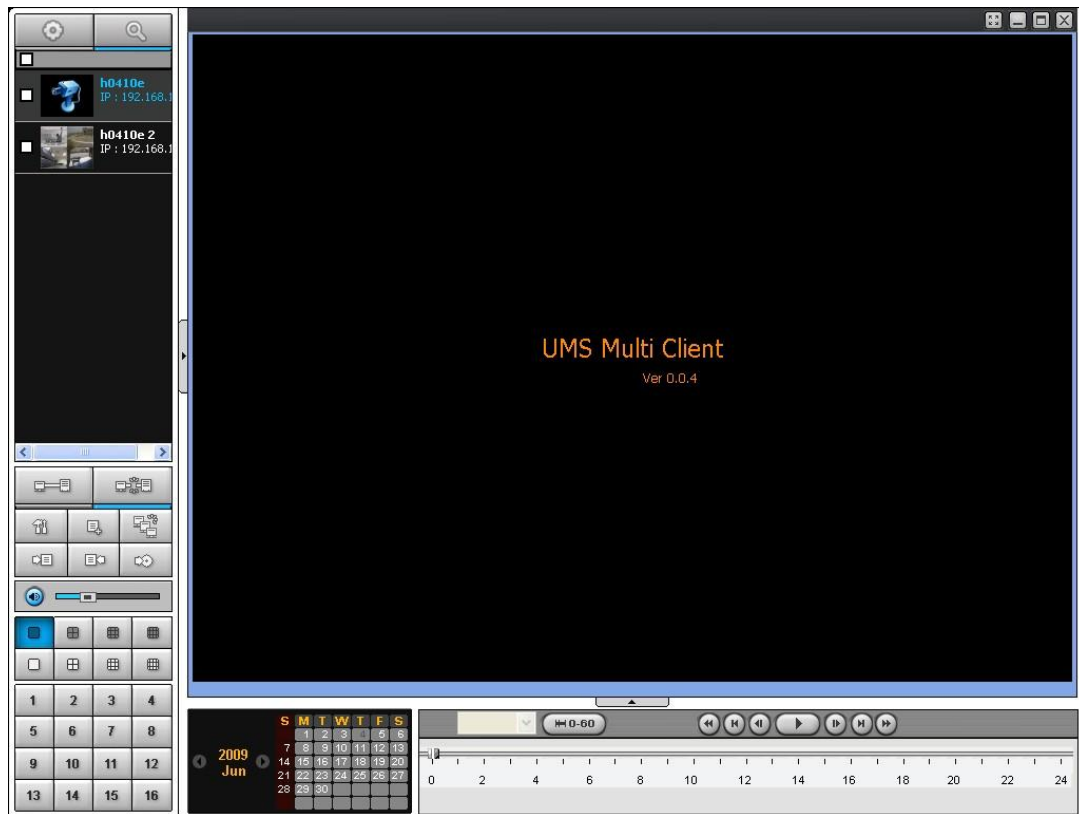 h0410e
IP : 192.168.1
h0410e 2
IP : 192.168.1
UMS Multi Client
Ver 0.0.4
1 2 3 4
5 6 7 8
9 10 11 12
13 14 15 16
2009
Jun
S M T W T F S
1 2 3 4 5 6
7 8 9 10 11 12 13
14 15 16 17 18 19 20
21 22 23 24 25 26 27
28 29 30
0-60
0 2 4 6 8 10 12 14 16 18 20 22 24